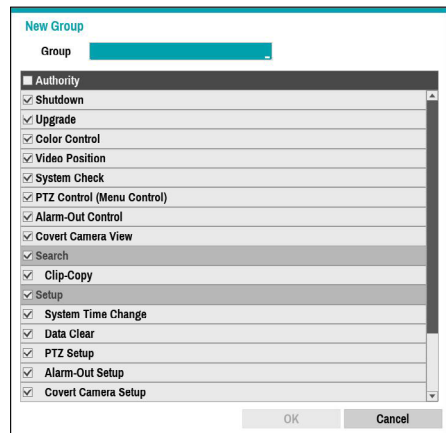 New Group
Group
Authority
Shutdown
Upgrade
Color Control
Video Position
System Check
PTZ Control (Menu Control)
Alarm-Out Control
Covert Camera View
Search
Clip-Copy
Setup
System Time Change
Data Clear
PTZ Setup
Alarm-Out Setup
Covert Camera Setup
OK Cancel